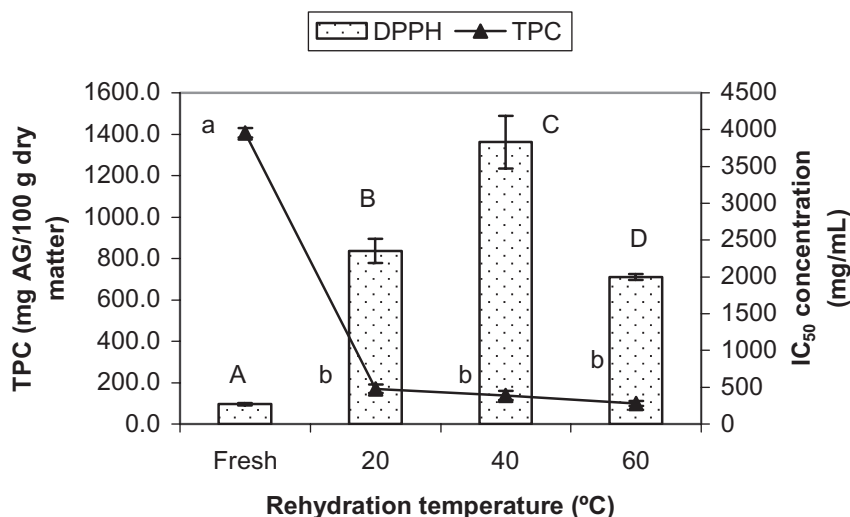 DPPH TPC
TPC (mg AG/100 g dry
matter)
1600.0
1400.0
1200.0
1000.0
800.0
600.0
400.0
200.0
0.0
a
A
B
b
C
b
D
b
4500
4000
3500
3000
2500
2000
1500
1000
500
0
IC₅₀ concentration
(mg/mL)
Fresh 20 40 60
Rehydration temperature (ºC)